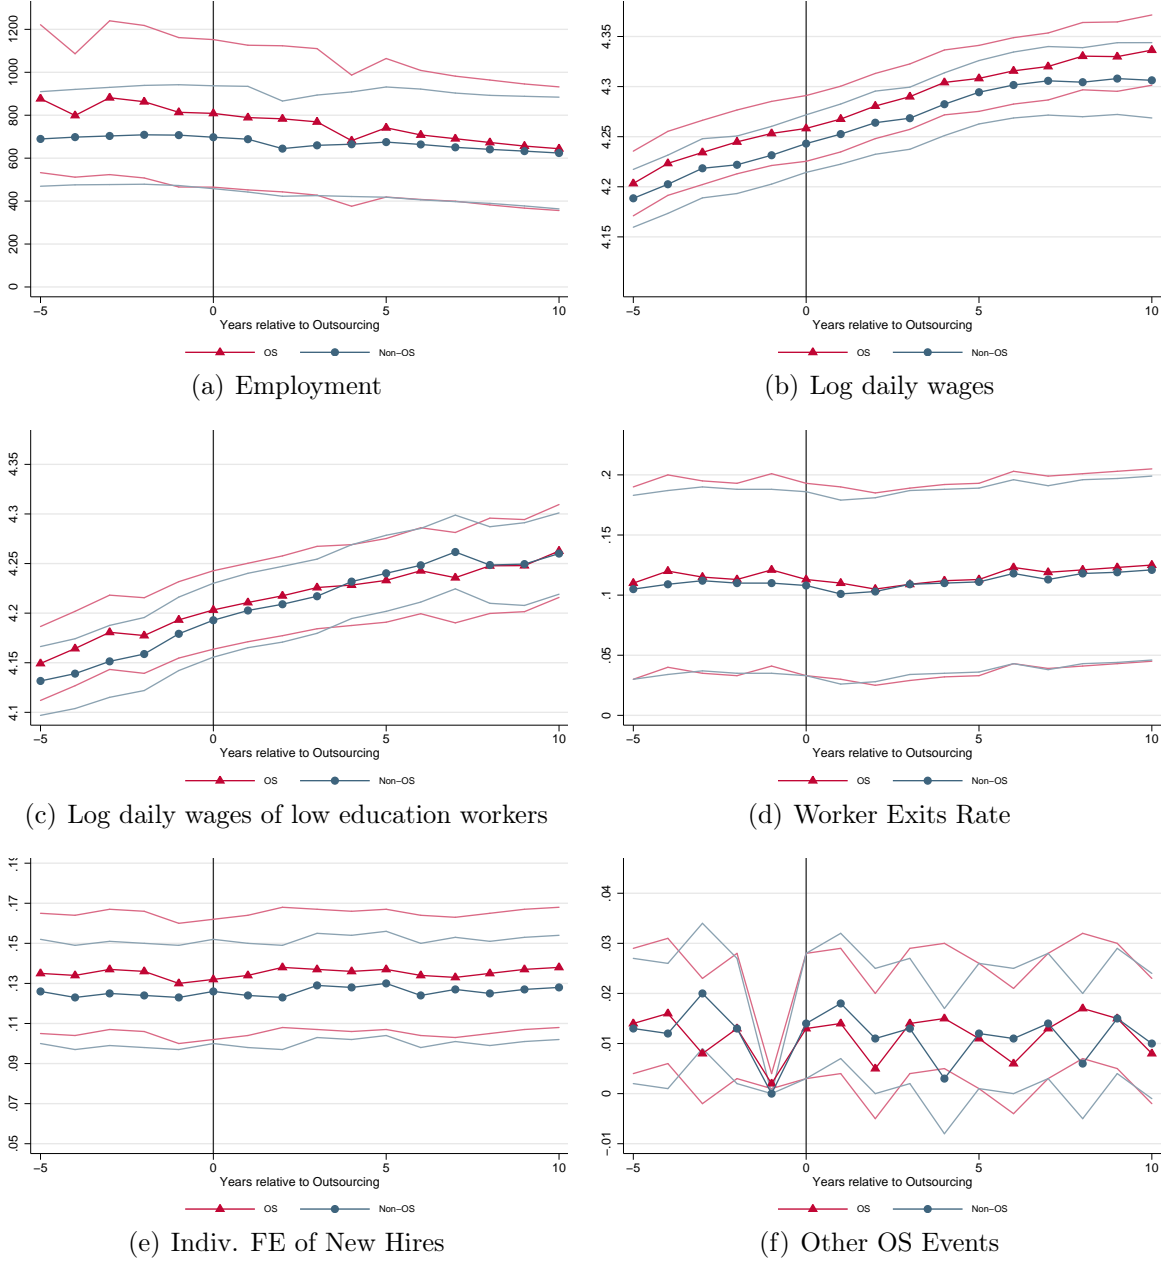 1200
1000
800
600
400
200
0
−5 0 5 10
Years relative to Outsourcing
OS Non−OS
(a) Employment
4.35
4.3
4.25
4.2
4.15
−5 0 5 10
Years relative to Outsourcing
OS Non−OS
(b) Log daily wages
4.35
4.3
4.25
4.2
4.15
4.1
−5 0 5 10
Years relative to Outsourcing
OS Non−OS
(c) Log daily wages of low education workers
.2
.15
.1
.05
0
−5 0 5 10
Years relative to Outsourcing
OS Non−OS
(d) Worker Exits Rate
.17
.15
.13
.11
.09
.07
.05
−5 0 5 10
Years relative to Outsourcing
OS Non−OS
(e) Indiv. FE of New Hires
.04
.03
.02
.01
0
−.01
−5 0 5 10
Years relative to Outsourcing
OS Non−OS
(f) Other OS Events